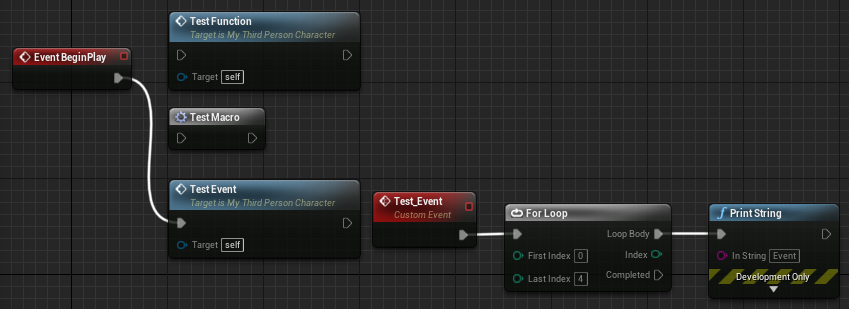 Event BeginPlay
Test Function
Target is My Third Person Character
Target self
Test Macro
Test Event
Target is My Third Person Character
Target self
Test_Event
Custom Event
For Loop
Loop Body
First Index 0
Index
Last Index 4
Completed
f Print String
In String Event
Development Only